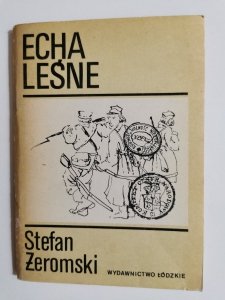 ECHA
LEŚNE
Stefan
Żeromski
WYDAWNICTWO ŁÓDZKIE